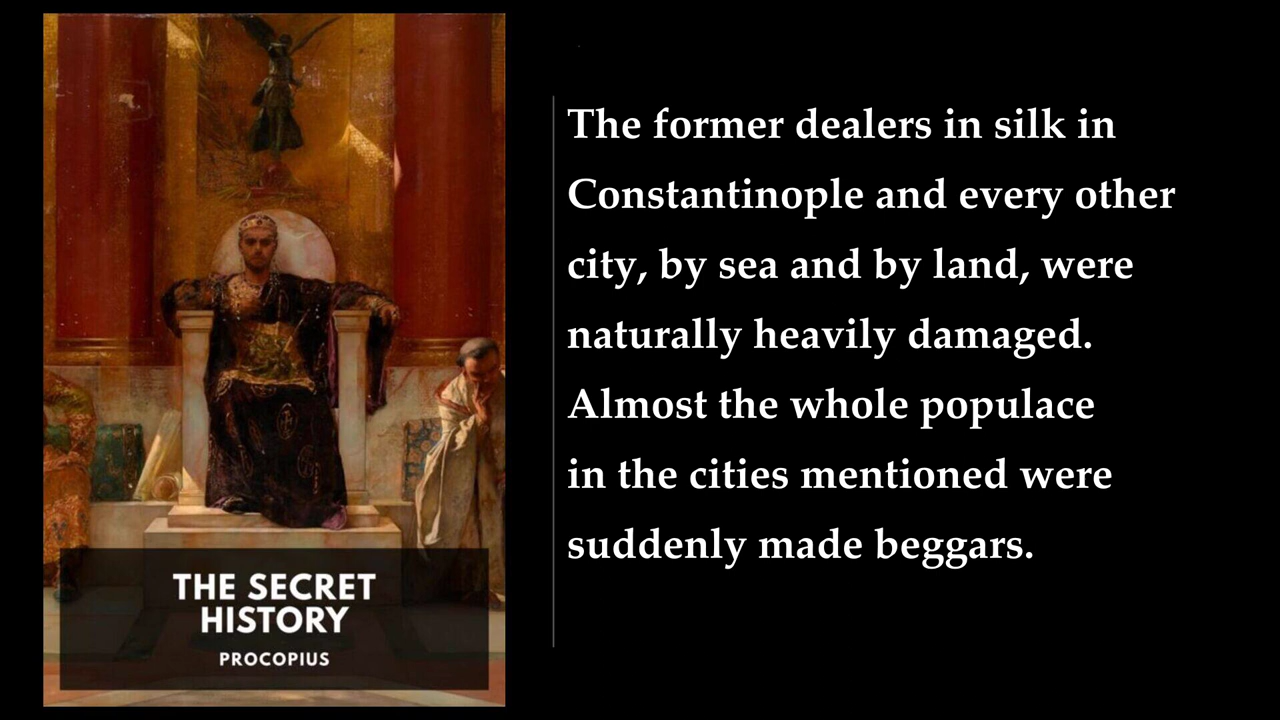 THE SECRET
HISTORY
PROCOPIUS
The former dealers in silk in
Constantinople and every other
city, by sea and by land, were
naturally heavily damaged.
Almost the whole populace
in the cities mentioned were
suddenly made beggars.